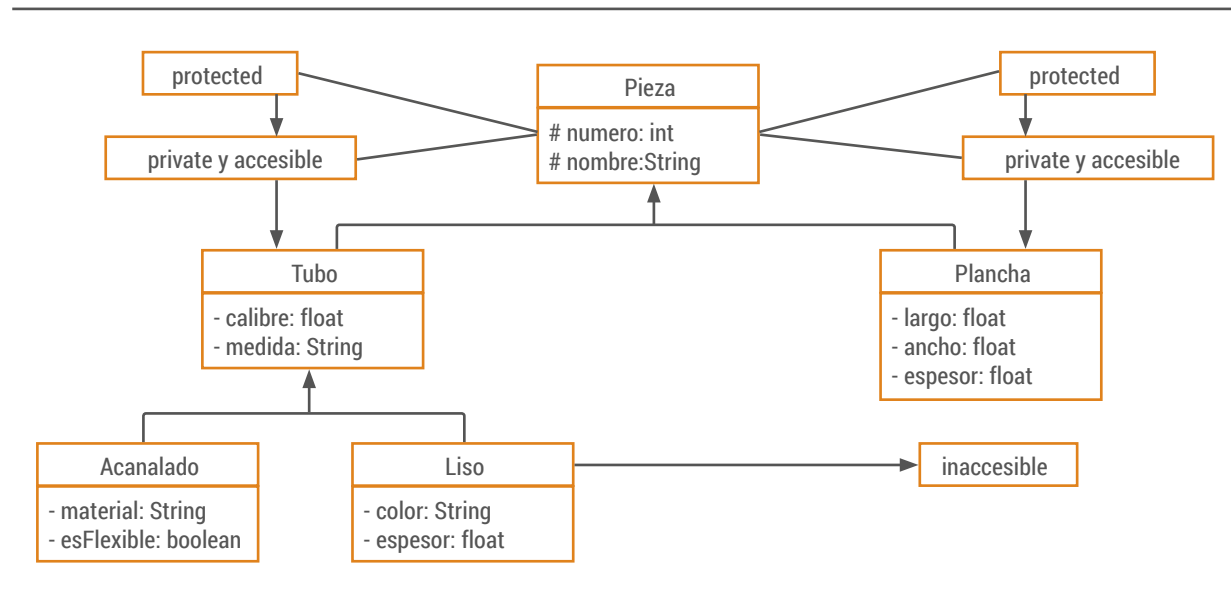 protected
Pieza
protected
# numero: int
# nombre:String
private y accesible
private y accesible
Tubo
- calibre: float
- medida: String
Plancha
- largo: float
- ancho: float
- espesor: float
Acanalado
- material: String
- esFlexible: boolean
Liso
- color: String
- espesor: float
inaccesible